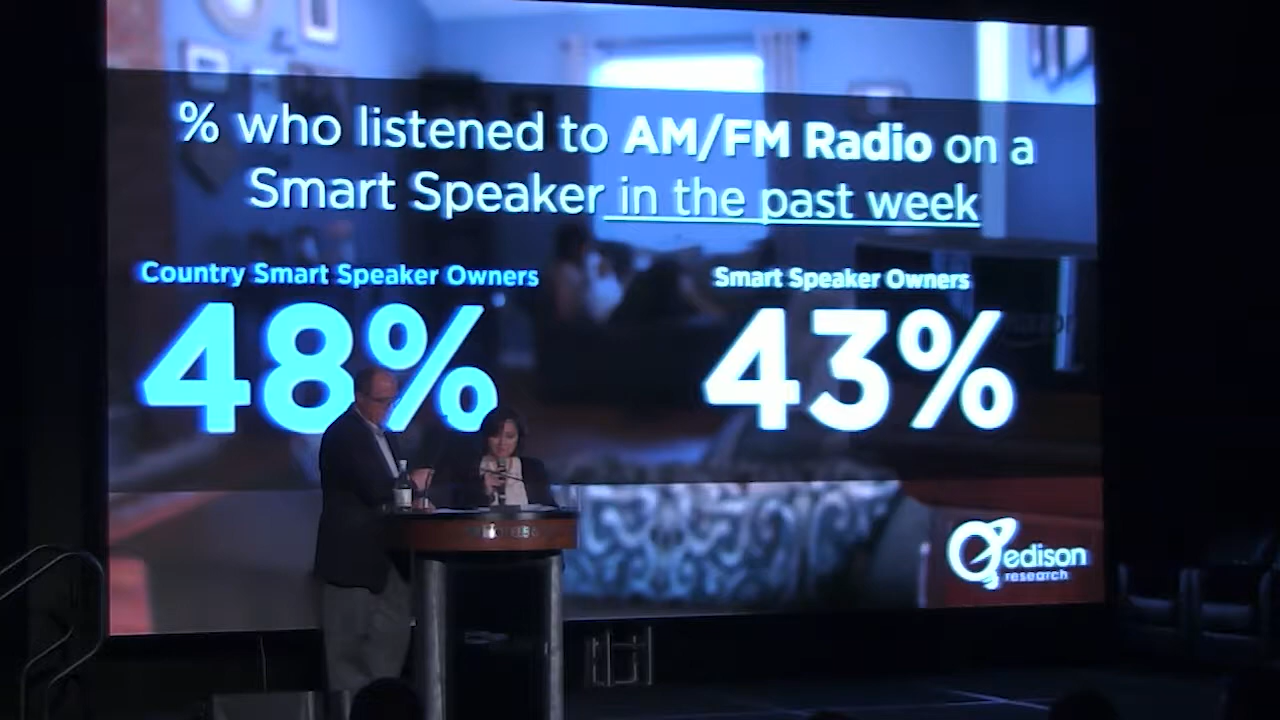 % who listened to AM/FM Radio on a
Smart Speaker in the past week
Country Smart Speaker Owners
Smart Speaker Owners
48%
43%
edison
research